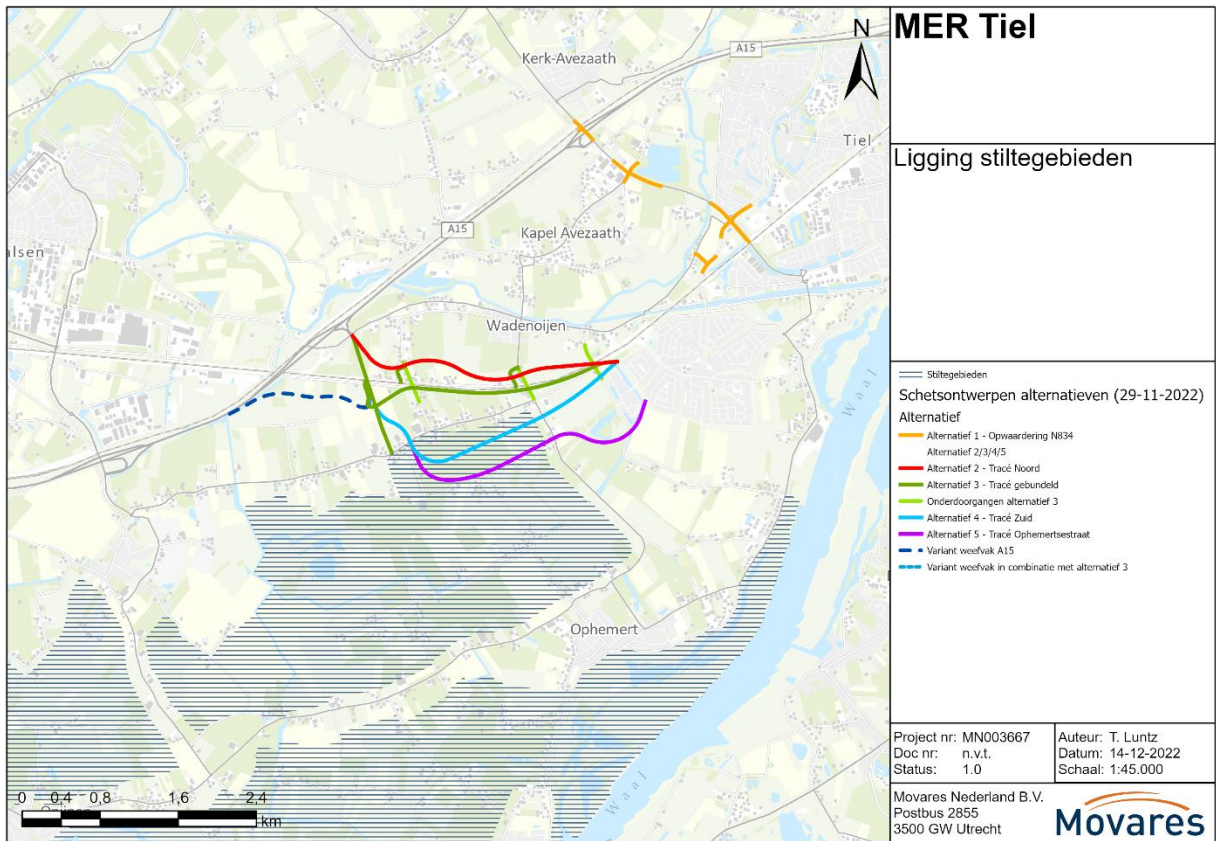 MER Tiel
Ligging stiltegebieden
N
A15
Kerk-Avezaath
Tiel
A15
Kapel Avezaath
alsen
Wadenoijen
Waal
Ophemert
Waal
0 0,4 0,8 1,6 2,4
km
Stiltegebieden
Schetsontwerpen alternatieven (29-11-2022)
Alternatief
Alternatief 1 - Opwaardering N834
Alternatief 2/3/4/5
Alternatief 2 - Tracé Noord
Alternatief 3 - Tracé gebundeld
Onderdoorgangen alternatief 3
Alternatief 4 - Tracé Zuid
Alternatief 5 - Tracé Ophemertsestraat
Variant weefvak A15
Variant weefvak in combinatie met alternatief 3
Project nr: MN003667
Doc nr: n.v.t.
Status: 1.0
Auteur: T. Luntz
Datum: 14-12-2022
Schaal: 1:45.000
Movares Nederland B.V.
Postbus 2855
3500 GW Utrecht
Movares